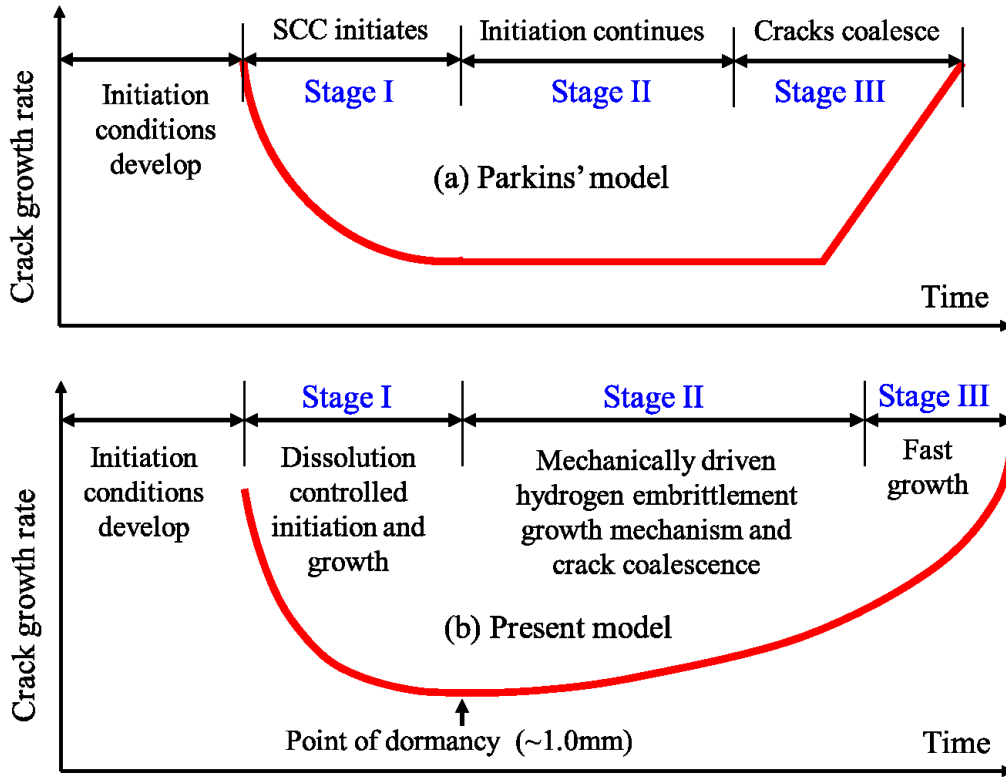 Crack growth rate
SCC initiates
Initiation continues
Cracks coalesce
Stage I
Stage II
Stage III
Initiation
conditions
develop
(a) Parkins’ model
Time
Crack growth rate
Stage I
Stage II
Stage III
Initiation
conditions
develop
Dissolution
controlled
initiation and
growth
Mechanically driven
hydrogen embrittlement
growth mechanism and
crack coalescence
Fast
growth
(b) Present model
Point of dormancy (~1.0mm)
Time